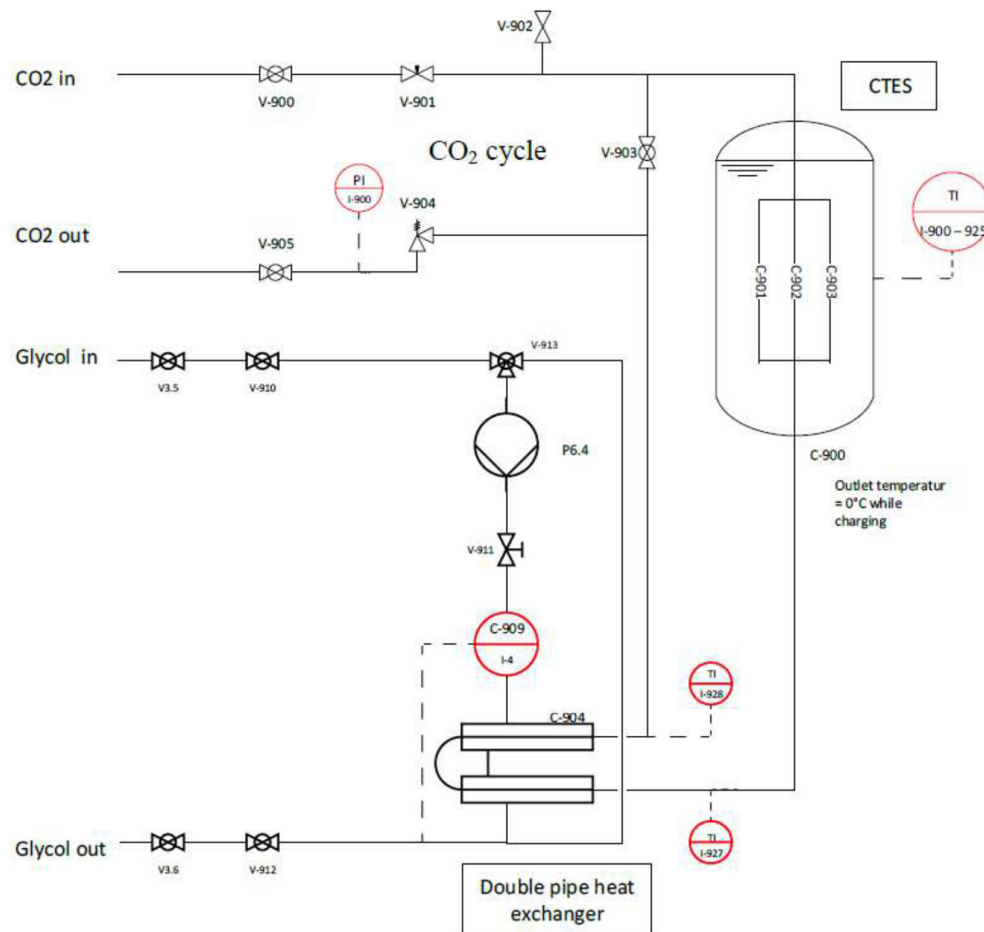 V-902
CO2 in
V-900
V-901
CTES
CO₂ cycle
V-903
PI
I-900
V-904
TI
I-900 – 925
CO2 out
V-905
C-901
C-902
C-903
Glycol in
V-913
V3.5
V-910
P6.4
C-900
Outlet temperatur
= 0°C while
charging
V-911
C-909
I-4
TI
I-928
C-904
Glycol out
V3.6
V-912
TI
I-927
Double pipe heat
exchanger